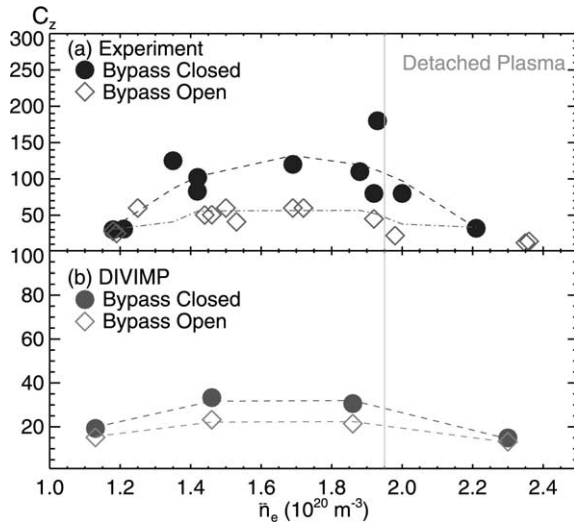 C_z
300
(a) Experiment
Detached Plasma
250
Bypass Closed
200
Bypass Open
150
100
50
100
(b) DIVIMP
80
Bypass Closed
60
Bypass Open
40
20
1.0 1.2 1.4 1.6 1.8 2.0 2.2 2.4
n̄_e (10^20 m^-3)